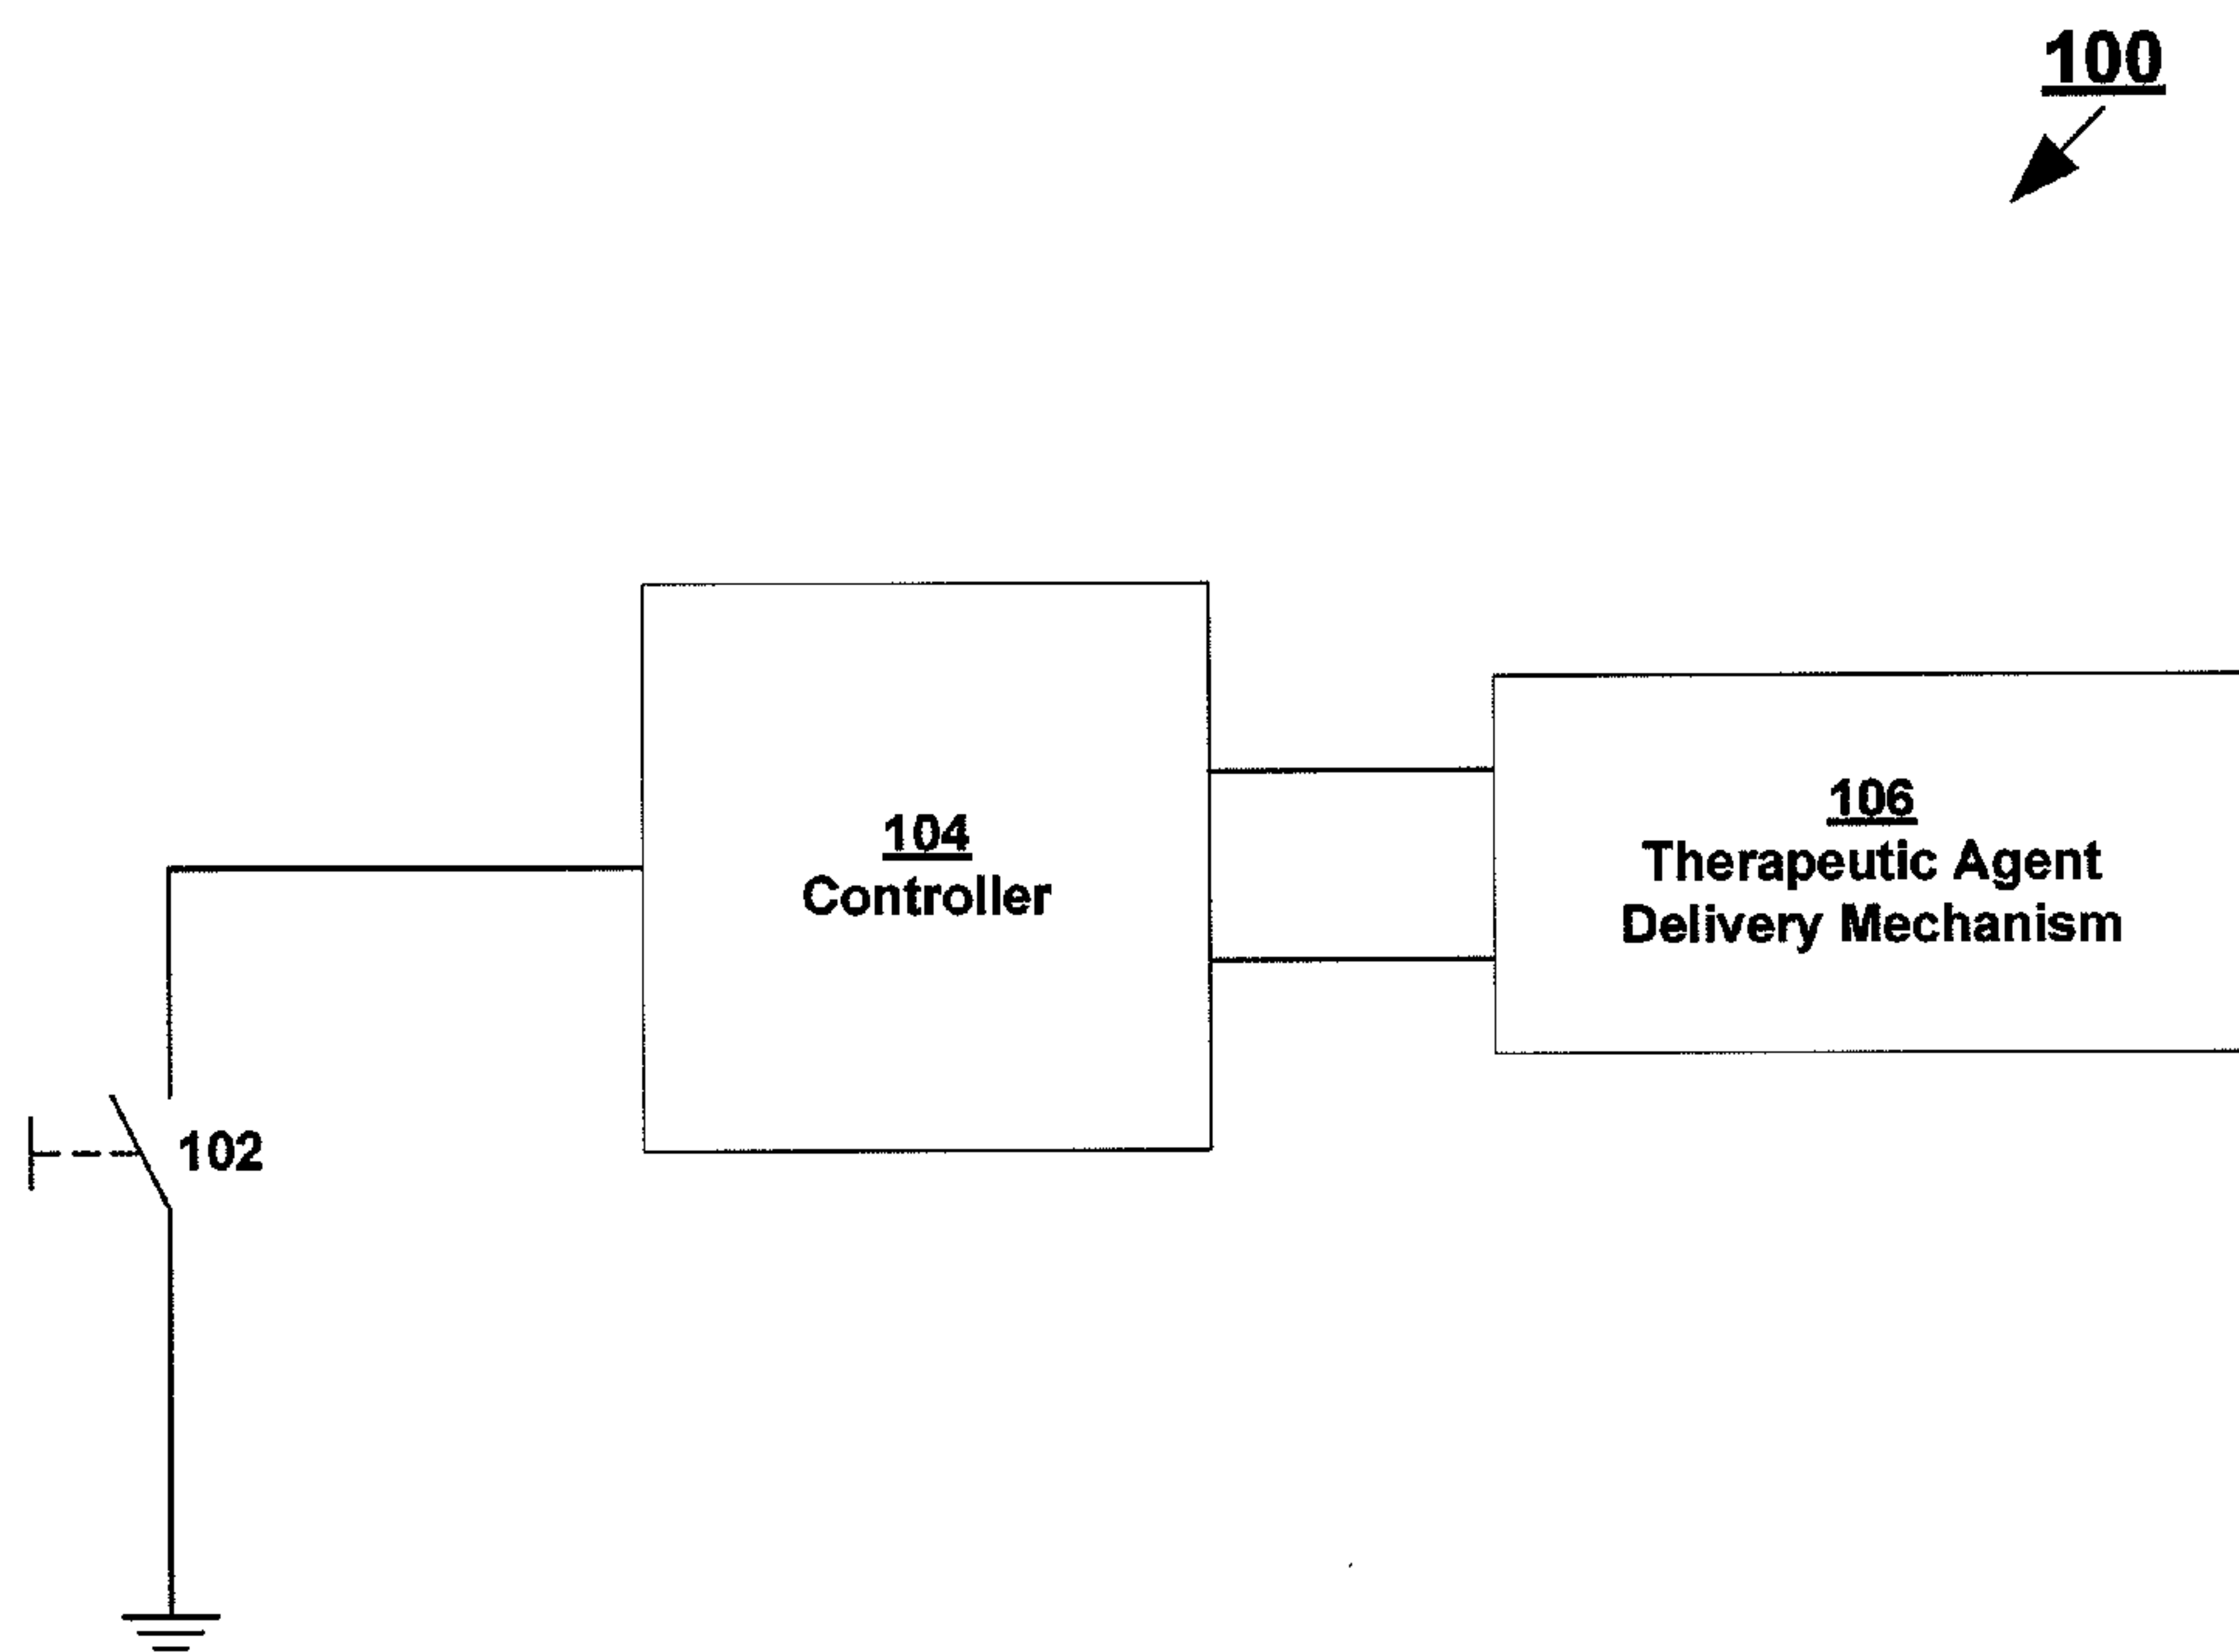 100
104
Controller
106
Therapeutic Agent
Delivery Mechanism
102